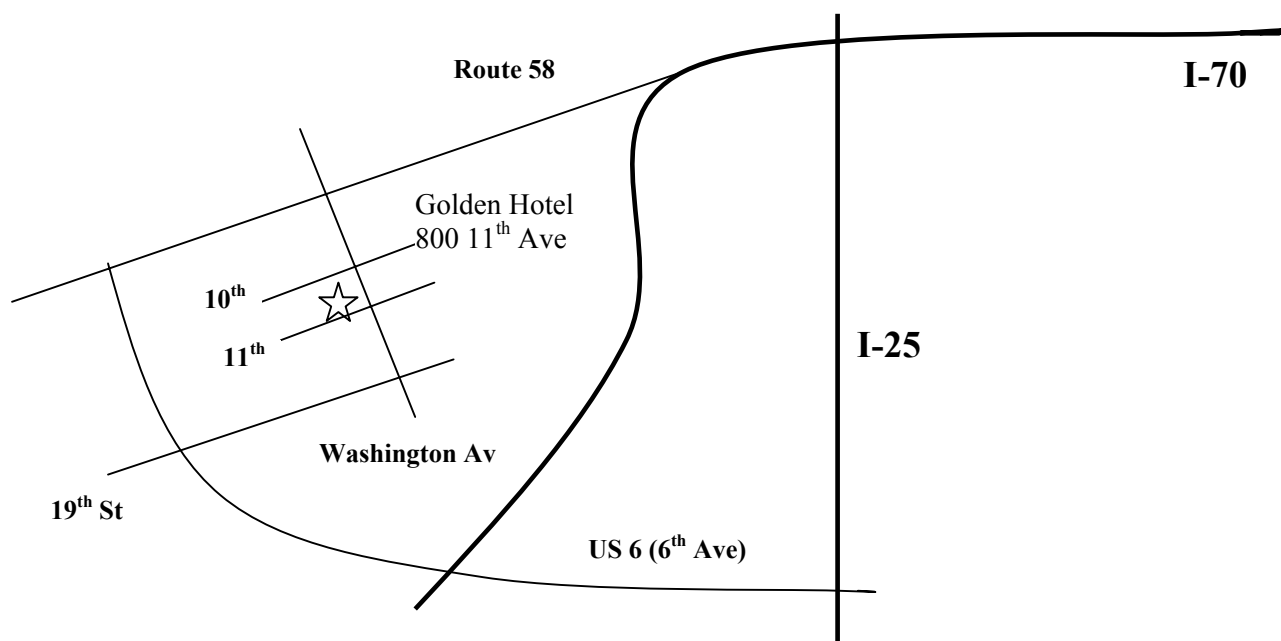 Route 58
I-70
Golden Hotel
800 11th Ave
10th
11th
I-25
Washington Av
19th St
US 6 (6th Ave)